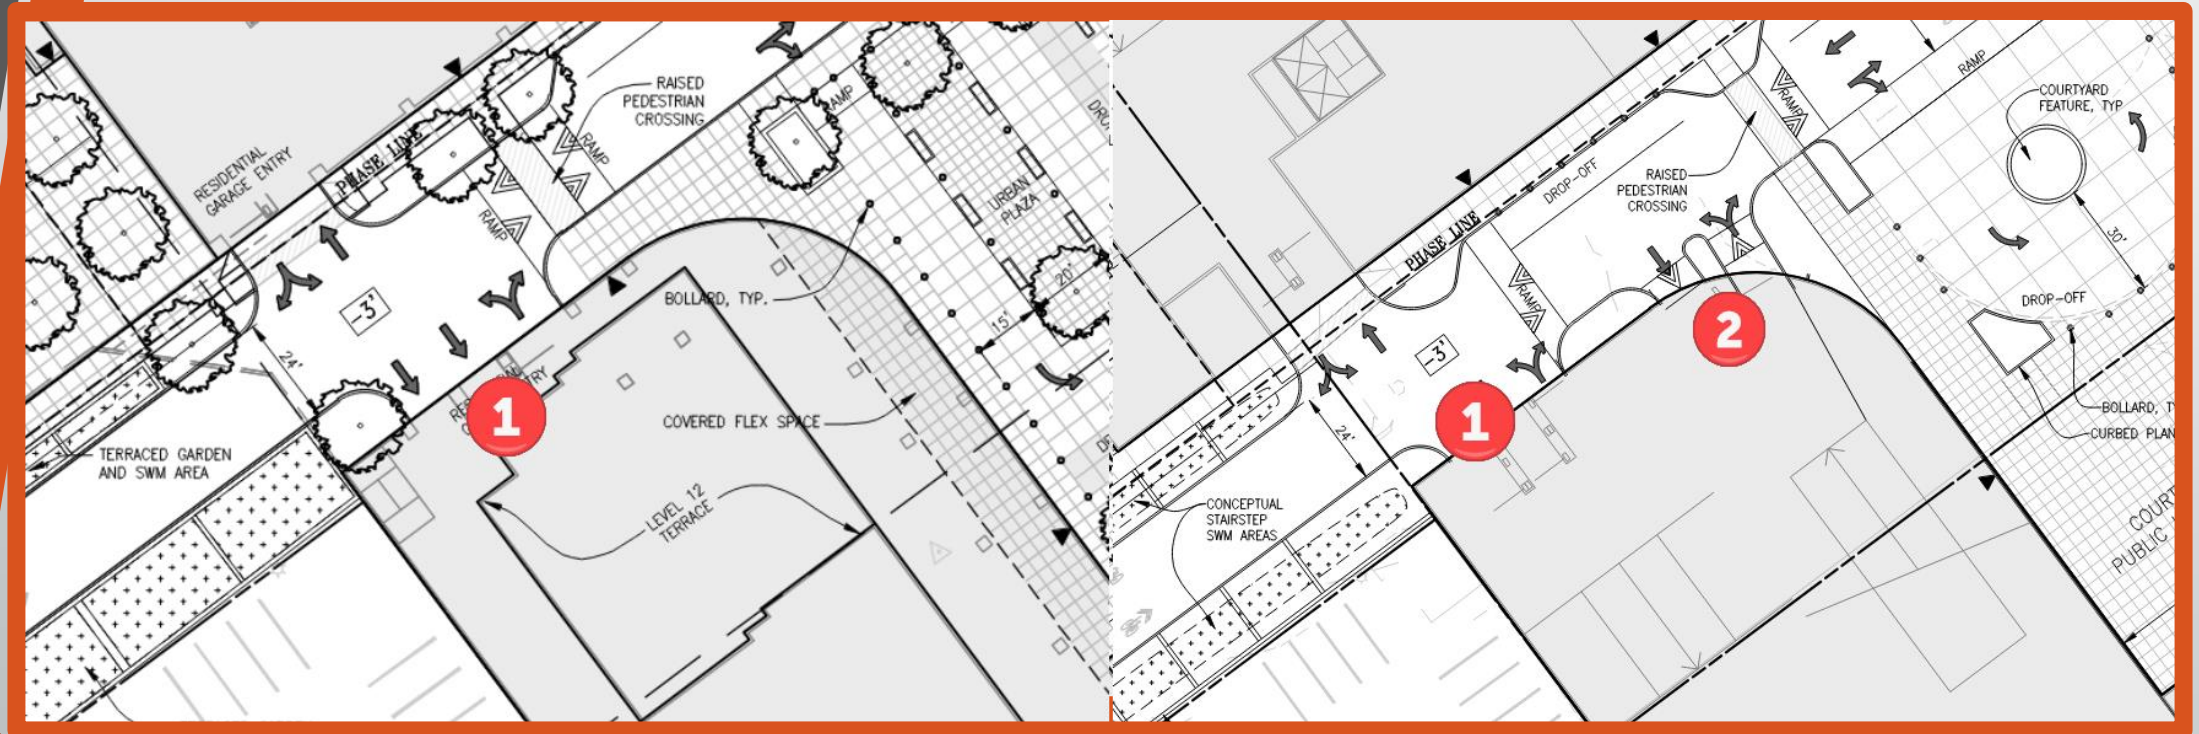 RAISED
PEDESTRIAN
CROSSING
RAMP
RAMP
RAMP
RESIDENTIAL
GARAGE ENTRY
PHASE LINE
URBAN
PLAZA
-3'
BOLLARD, TYP.
20'
15'
24'
1
COVERED FLEX SPACE
TERRACED GARDEN
AND SWM AREA
LEVEL 12
TERRACE
RAMP
COURTYARD
FEATURE, TYP
RAMP
DROP-OFF
RAISED
PEDESTRIAN
CROSSING
PHASE LINE
30'
RAMP
DROP-OFF
2
-3'
1
24'
BOLLARD, T
CURBED PLAN
CONCEPTUAL
STAIRSTEP
SWM AREAS
COURT
PUBLIC